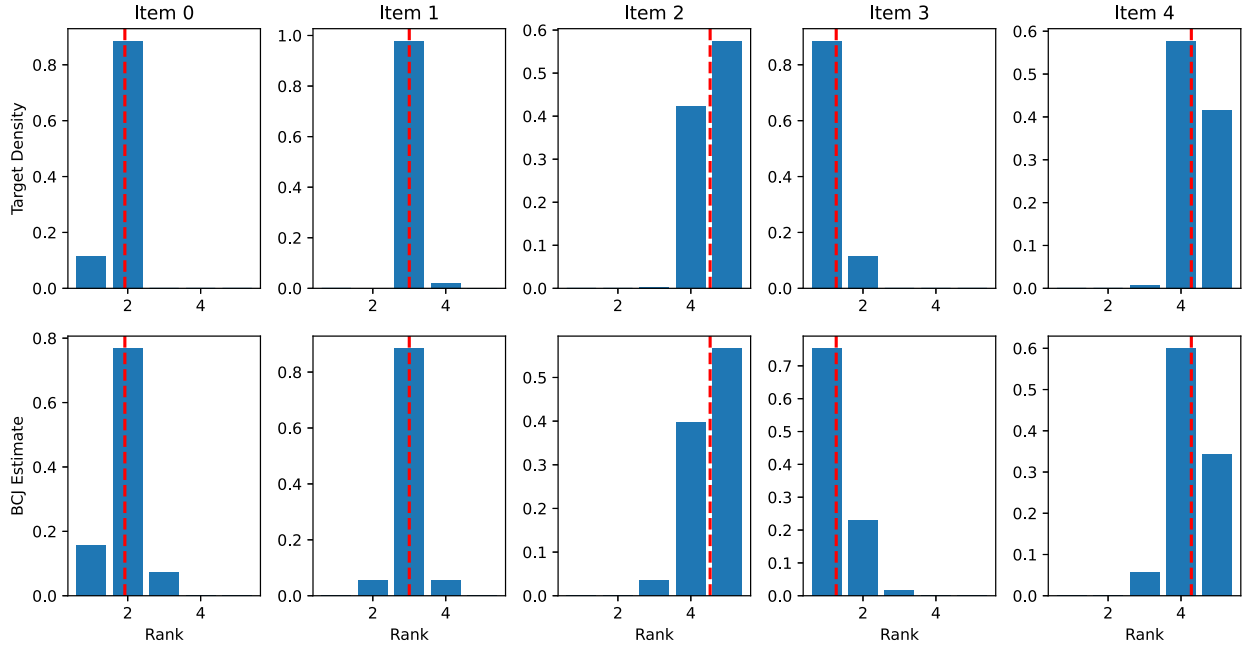 Item 0 Item 1 Item 2 Item 3 Item 4
Target Density
0.8 0.6 0.4 0.2 0.0
2 4
1.0 0.8 0.6 0.4 0.2 0.0
2 4
0.6 0.5 0.4 0.3 0.2 0.1 0.0
2 4
0.8 0.6 0.4 0.2 0.0
2 4
0.6 0.5 0.4 0.3 0.2 0.1 0.0
2 4
BCJ Estimate
0.8 0.6 0.4 0.2 0.0
2 4
Rank
0.8 0.6 0.4 0.2 0.0
2 4
Rank
0.5 0.4 0.3 0.2 0.1 0.0
2 4
Rank
0.7 0.6 0.5 0.4 0.3 0.2 0.1 0.0
2 4
Rank
0.6 0.5 0.4 0.3 0.2 0.1 0.0
2 4
Rank